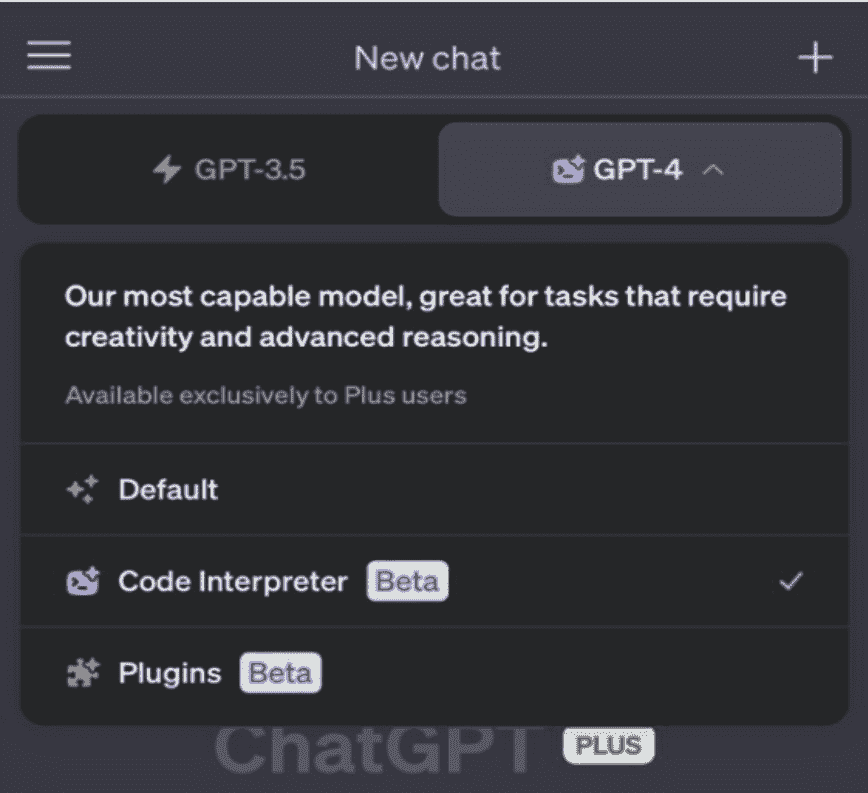 New chat
GPT-3.5
GPT-4
Our most capable model, great for tasks that require
creativity and advanced reasoning.
Available exclusively to Plus users
Default
Code Interpreter Beta
Plugins Beta
ChatGPT PLUS